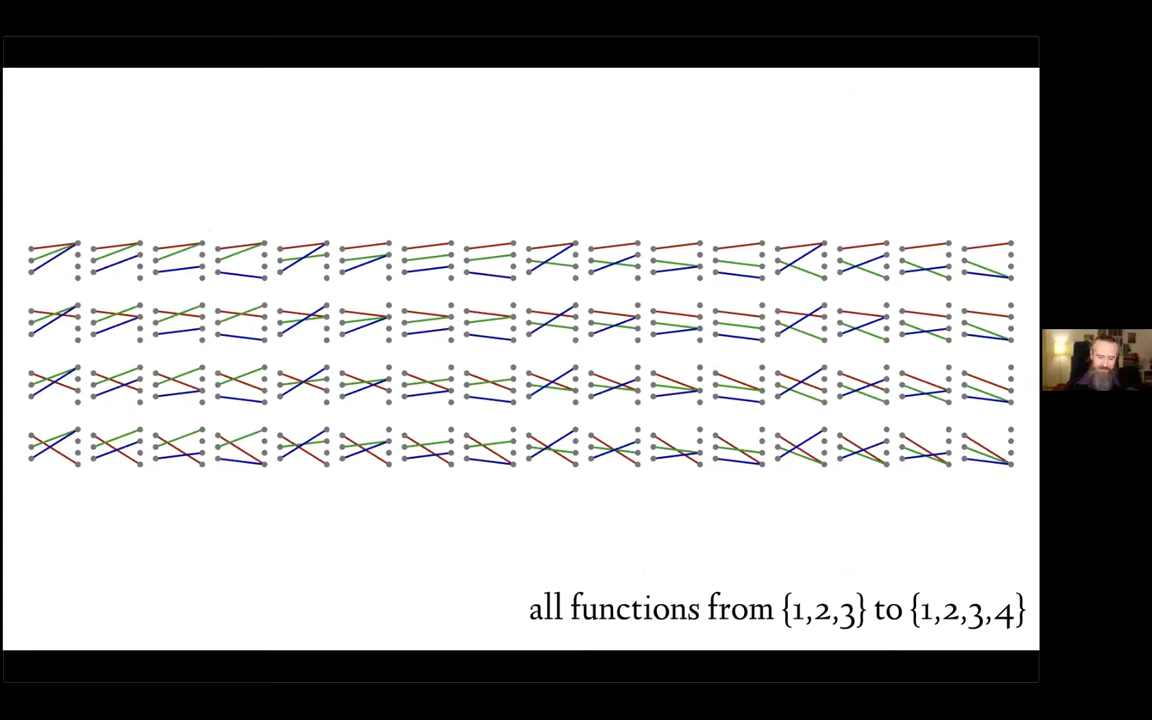 all functions from {1,2,3} to {1,2,3,4}